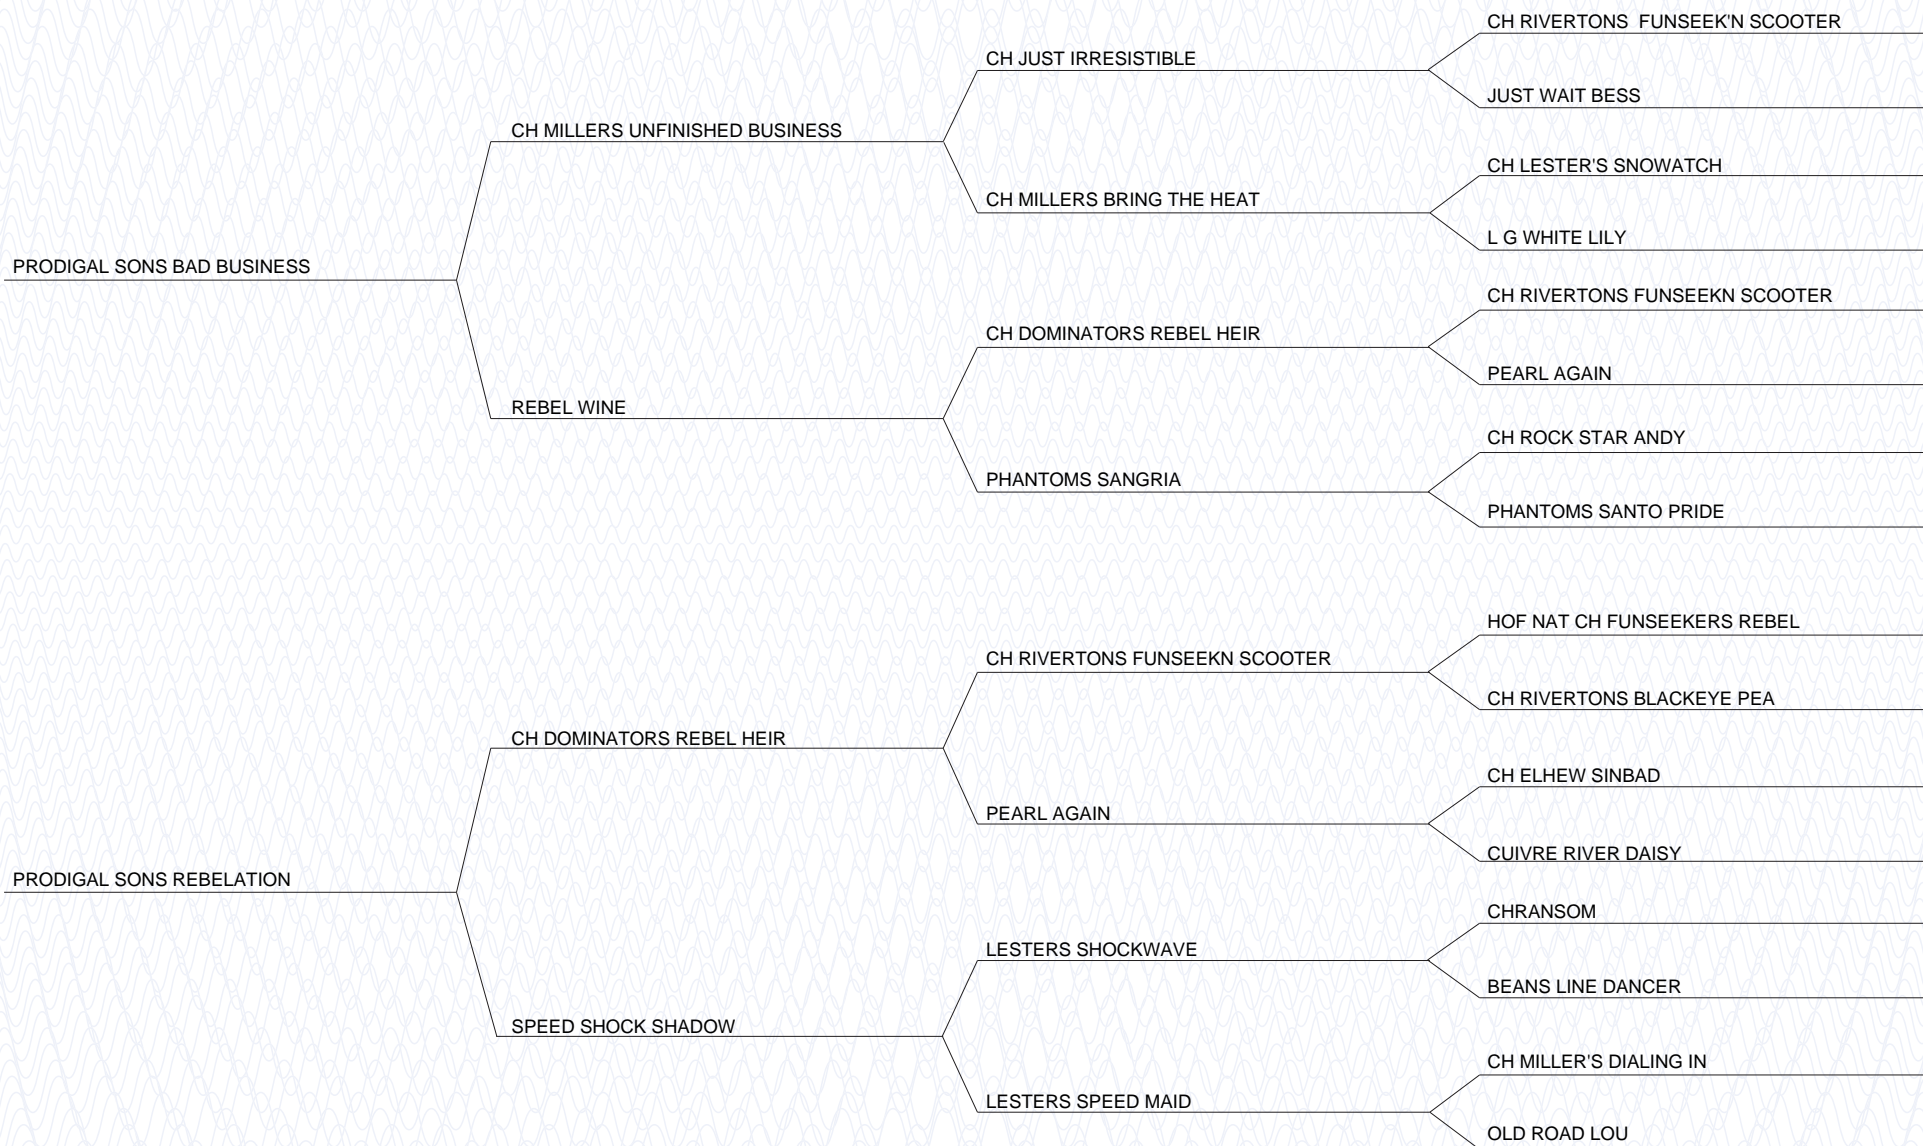 CH RIVERTONS  FUNSEEK'N SCOOTER
CH JUST IRRESISTIBLE
JUST WAIT BESS
CH MILLERS UNFINISHED BUSINESS
CH LESTER'S SNOWATCH
CH MILLERS BRING THE HEAT
L G WHITE LILY
PRODIGAL SONS BAD BUSINESS
CH RIVERTONS FUNSEEKN SCOOTER
CH DOMINATORS REBEL HEIR
PEARL AGAIN
REBEL WINE
CH ROCK STAR ANDY
PHANTOMS SANGRIA
PHANTOMS SANTO PRIDE
HOF NAT CH FUNSEEKERS REBEL
CH RIVERTONS FUNSEEKN SCOOTER
CH RIVERTONS BLACKEYE PEA
CH DOMINATORS REBEL HEIR
CH ELHEW SINBAD
PEARL AGAIN
CUIVRE RIVER DAISY
PRODIGAL SONS REBELATION
CHRANSOM
LESTERS SHOCKWAVE
BEANS LINE DANCER
SPEED SHOCK SHADOW
CH MILLER'S DIALING IN
LESTERS SPEED MAID
OLD ROAD LOU